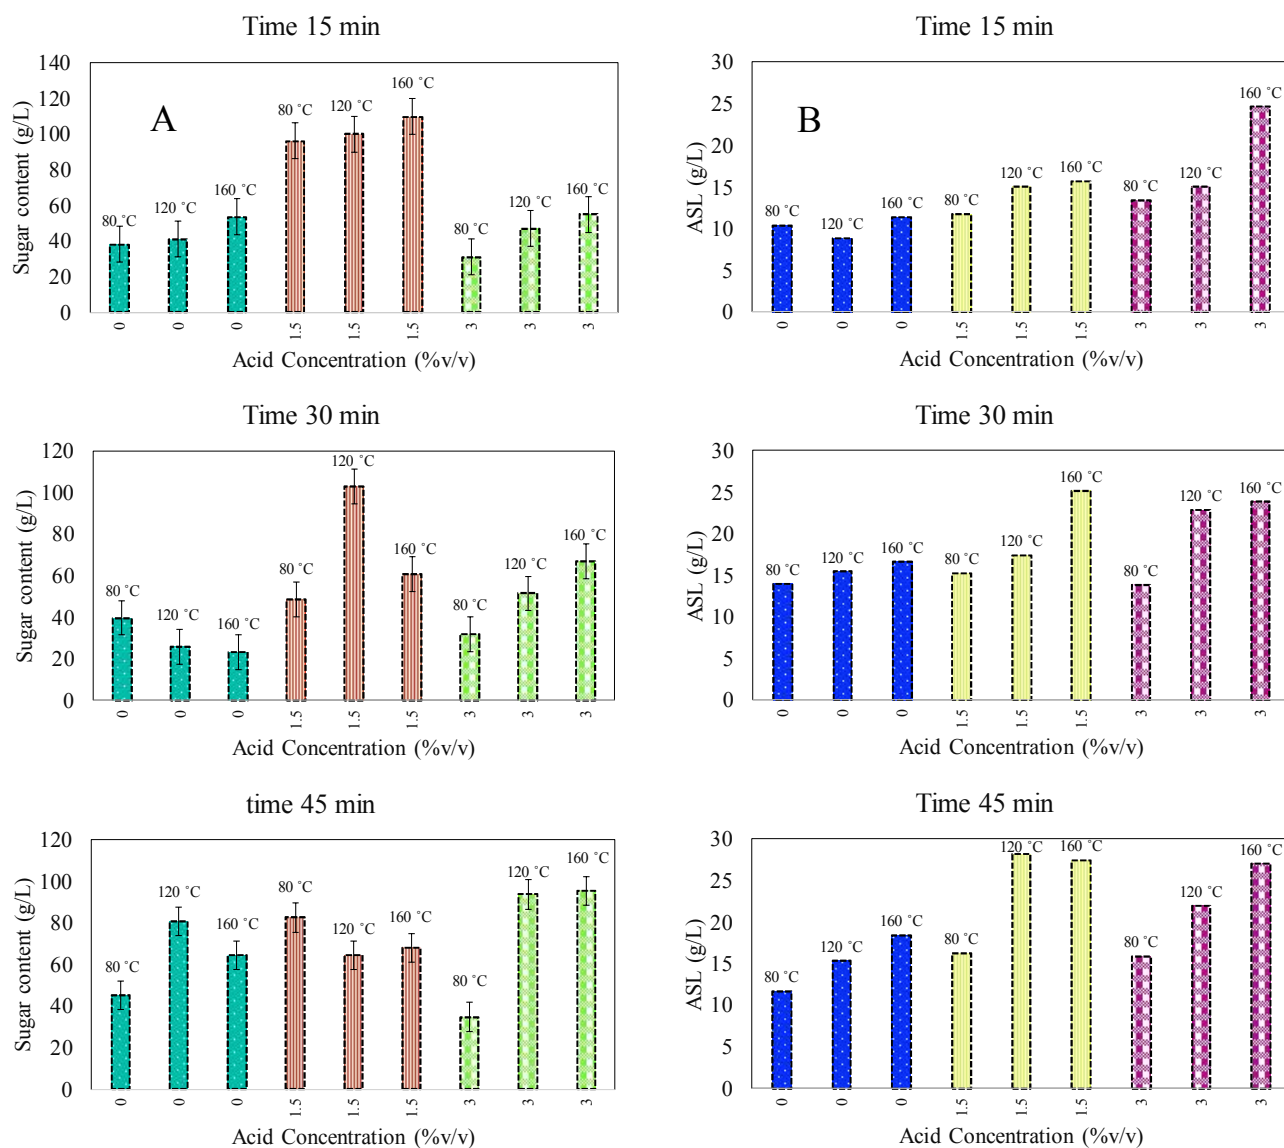 Time 15 min
140
120
100
80
60
40
20
0
Sugar content (g/L)
A
80 ˚C
120 ˚C
160 ˚C
80 ˚C
120 ˚C
160 ˚C
80 ˚C
120 ˚C
160 ˚C
0
0
0
1.5
1.5
1.5
3
3
3
Acid Concentration (%v/v)
Time 15 min
30
25
20
15
10
5
0
ASL (g/L)
B
80 ˚C
120 ˚C
160 ˚C
80 ˚C
120 ˚C
160 ˚C
80 ˚C
120 ˚C
160 ˚C
0
0
0
1.5
1.5
1.5
3
3
3
Acid Concentration (%v/v)
Time 30 min
120
100
80
60
40
20
0
Sugar content (g/L)
80 ˚C
120 ˚C
160 ˚C
80 ˚C
120 ˚C
160 ˚C
80 ˚C
120 ˚C
160 ˚C
0
0
0
1.5
1.5
1.5
3
3
3
Acid Concentration (%v/v)
Time 30 min
30
25
20
15
10
5
0
ASL (g/L)
80 ˚C
120 ˚C
160 ˚C
80 ˚C
120 ˚C
160 ˚C
80 ˚C
120 ˚C
160 ˚C
0
0
0
1.5
1.5
1.5
3
3
3
Acid Concentration (%v/v)
time 45 min
120
100
80
60
40
20
0
Sugar content (g/L)
80 ˚C
120 ˚C
160 ˚C
80 ˚C
120 ˚C
160 ˚C
80 ˚C
120 ˚C
160 ˚C
0
0
0
1.5
1.5
1.5
3
3
3
Acid Concentration (%v/v)
Time 45 min
30
25
20
15
10
5
0
ASL (g/L)
80 ˚C
120 ˚C
160 ˚C
80 ˚C
120 ˚C
160 ˚C
80 ˚C
120 ˚C
160 ˚C
0
0
0
1.5
1.5
1.5
3
3
3
Acid Concentration (%v/v)